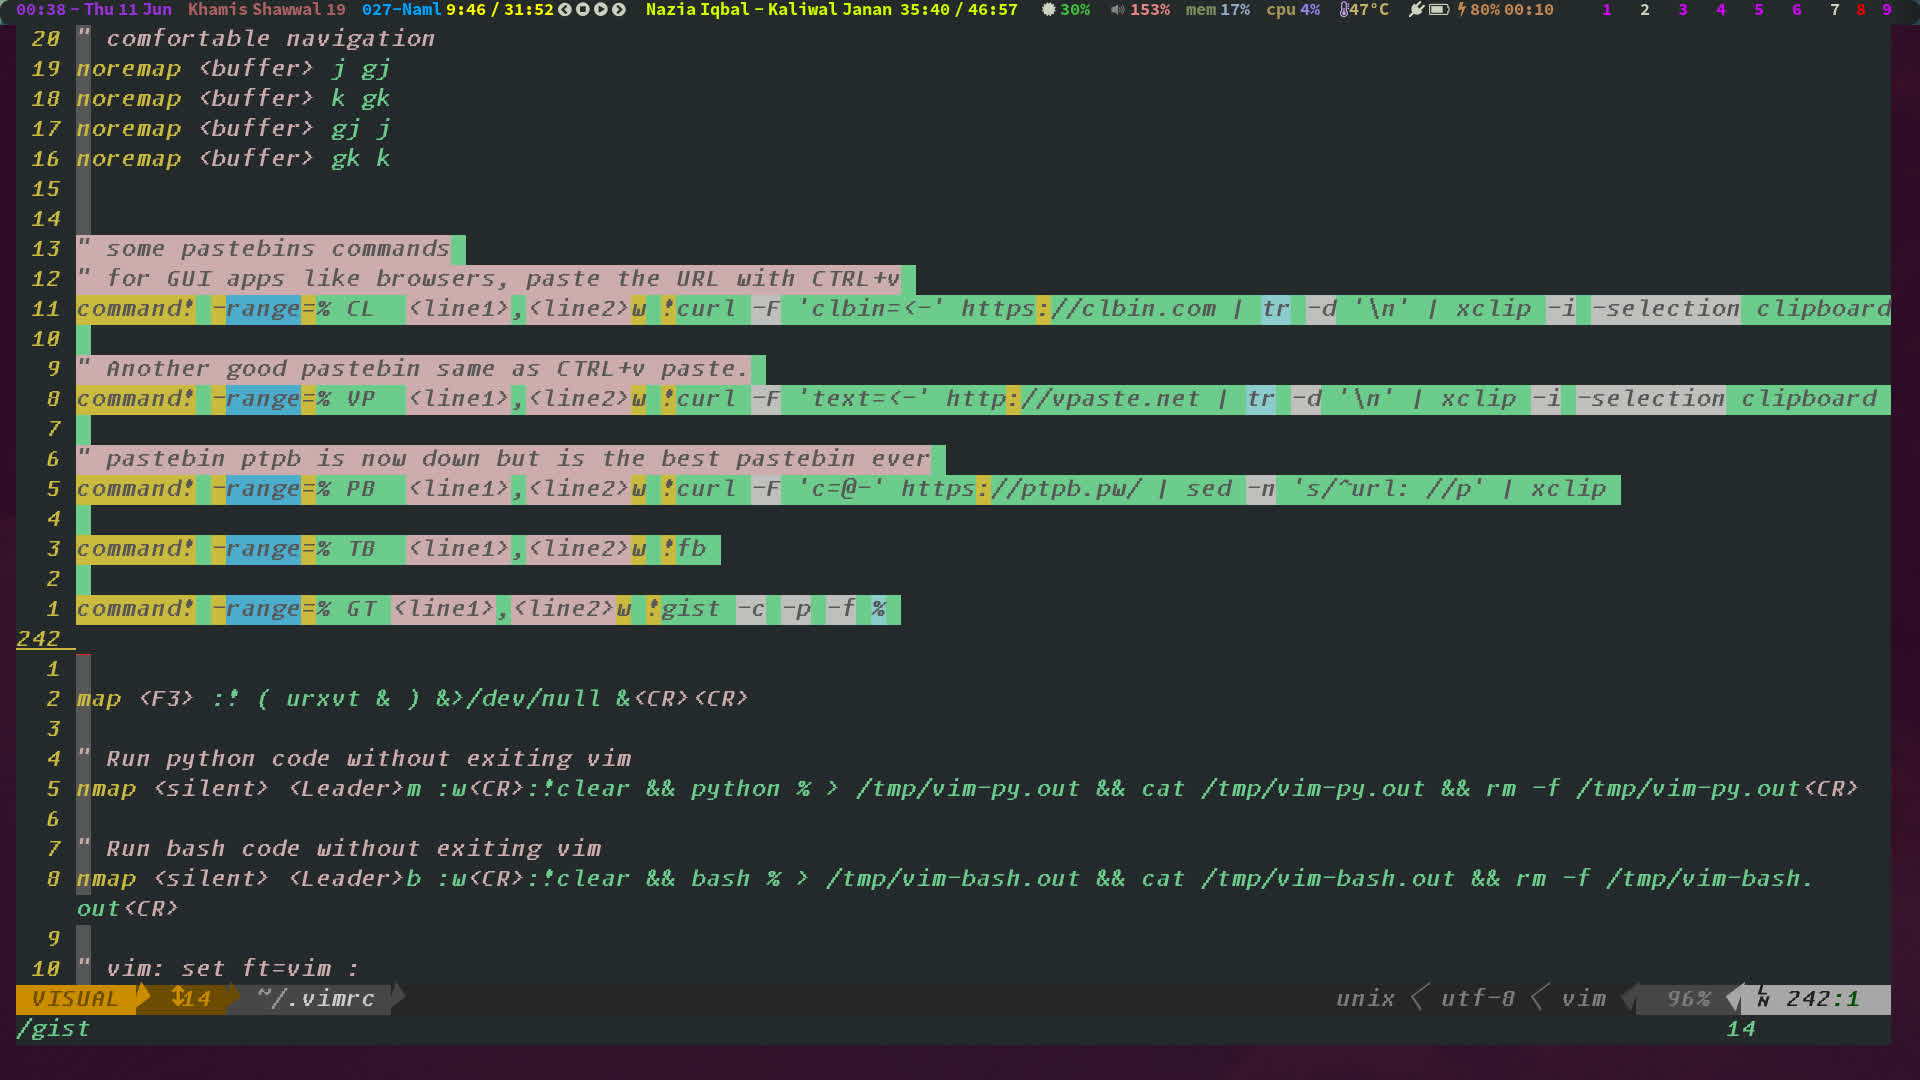 00:38 - Thu 11 Jun Khamis Shawwal 19 027-Naml 9:46 / 31:52 Nazia Iqbal - Kaliwal Janan 35:40 / 46:57 30% 153% mem 17% cpu 4% 47°C 80% 00:10 1 2 3 4 5 6 7 8 9
20 " comfortable navigation
19 noremap <buffer> j gj
18 noremap <buffer> k gk
17 noremap <buffer> gj j
16 noremap <buffer> gk k
15
14
13 " some pastebins commands
12 " for GUI apps like browsers, paste the URL with CTRL+v
11 command! -range=% CL  <line1>,<line2>w !curl -F 'clbin=<-' https://clbin.com | tr -d '\n' | xclip -i -selection clipboard
10
9 " Another good pastebin same as CTRL+v paste.
8 command! -range=% VP  <line1>,<line2>w !curl -F 'text=<-' http://vpaste.net | tr -d '\n' | xclip -i -selection clipboard
7
6 " pastebin ptpb is now down but is the best pastebin ever
5 command! -range=% PB  <line1>,<line2>w !curl -F 'c=@-' https://ptpb.pw/ | sed -n 's/^url: //p' | xclip
4
3 command! -range=% TB  <line1>,<line2>w !fb
2
1 command! -range=% GT <line1>,<line2>w !gist -c -p -f %
242
1
2 map <F3> :! ( urxvt & ) &>/dev/null &<CR><CR>
3
4 " Run python code without exiting vim
5 nmap <silent> <Leader>m :w<CR>:!clear && python % > /tmp/vim-py.out && cat /tmp/vim-py.out && rm -f /tmp/vim-py.out<CR>
6
7 " Run bash code without exiting vim
8 nmap <silent> <Leader>b :w<CR>:!clear && bash % > /tmp/vim-bash.out && cat /tmp/vim-bash.out && rm -f /tmp/vim-bash.
out<CR>
9
10 " vim: set ft=vim :
VISUAL ↕14 ~/.vimrc unix utf-8 vim 96% LN 242:1
/gist 14